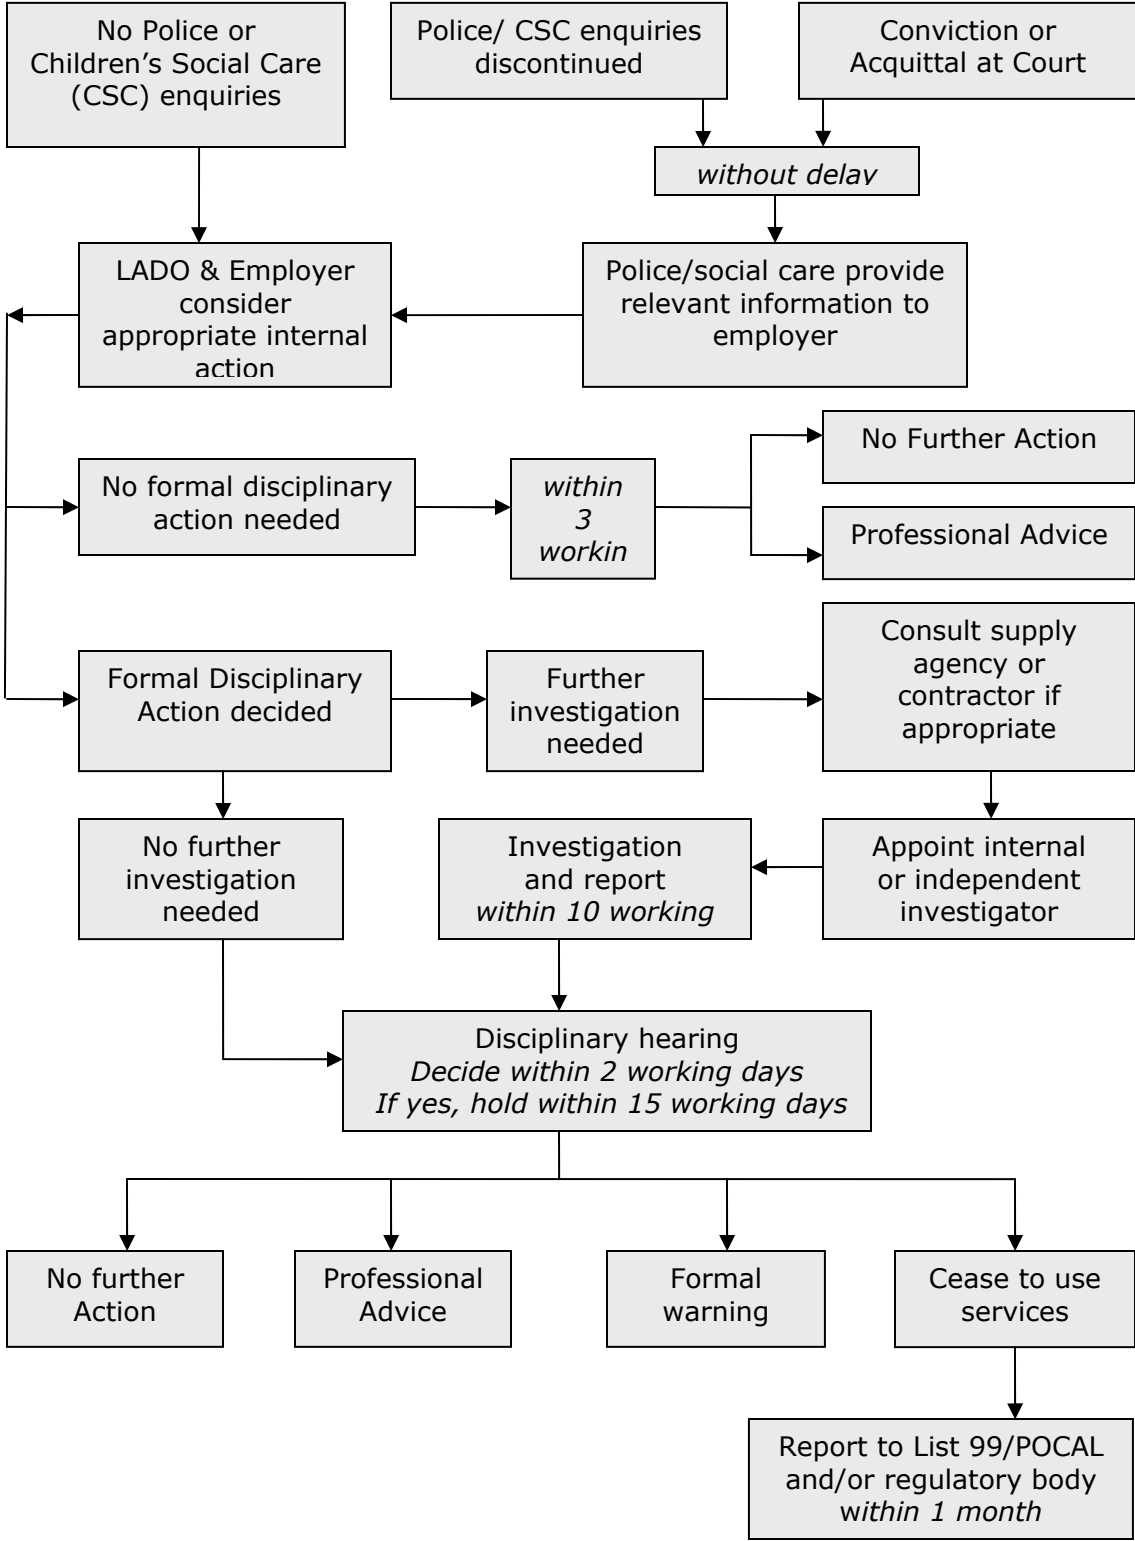 No Police or
Children's Social Care
(CSC) enquiries
Police/ CSC enquiries
discontinued
Conviction or
Acquittal at Court
without delay
LADO & Employer
consider
appropriate internal
action
Police/social care provide
relevant information to
employer
No formal disciplinary
action needed
within
3
workin
No Further Action
Professional Advice
Formal Disciplinary
Action decided
Further
investigation
needed
Consult supply
agency or
contractor if
appropriate
No further
investigation
needed
Investigation
and report
within 10 working
Appoint internal
or independent
investigator
Disciplinary hearing
Decide within 2 working days
If yes, hold within 15 working days
No further
Action
Professional
Advice
Formal
warning
Cease to use
services
Report to List 99/POCAL
and/or regulatory body
within 1 month